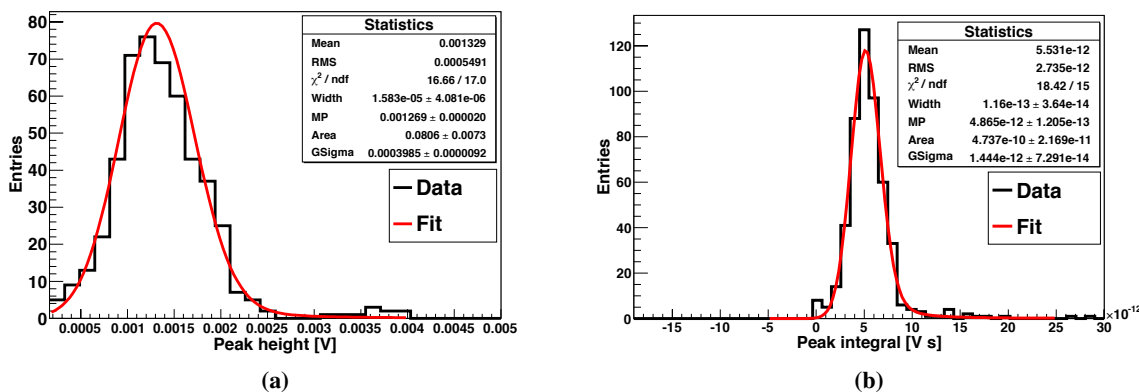 Statistics
Mean 0.001329
RMS 0.0005491
χ² / ndf 16.66 / 17.0
Width 1.583e-05 ± 4.081e-06
MP 0.001269 ± 0.000020
Area 0.0806 ± 0.0073
GSigma 0.0003985 ± 0.0000092
Data
Fit
Entries
80
70
60
50
40
30
20
10
0
0.0005 0.001 0.0015 0.002 0.0025 0.003 0.0035 0.004 0.0045 0.005
Peak height [V]
(a)
Statistics
Mean 5.531e-12
RMS 2.735e-12
χ² / ndf 18.42 / 15
Width 1.16e-13 ± 3.64e-14
MP 4.865e-12 ± 1.205e-13
Area 4.737e-10 ± 2.169e-11
GSigma 1.444e-12 ± 7.291e-14
Data
Fit
Entries
120
100
80
60
40
20
0
-15 -10 -5 0 5 10 15 20 25 30
×10⁻¹²
Peak integral [V s]
(b)